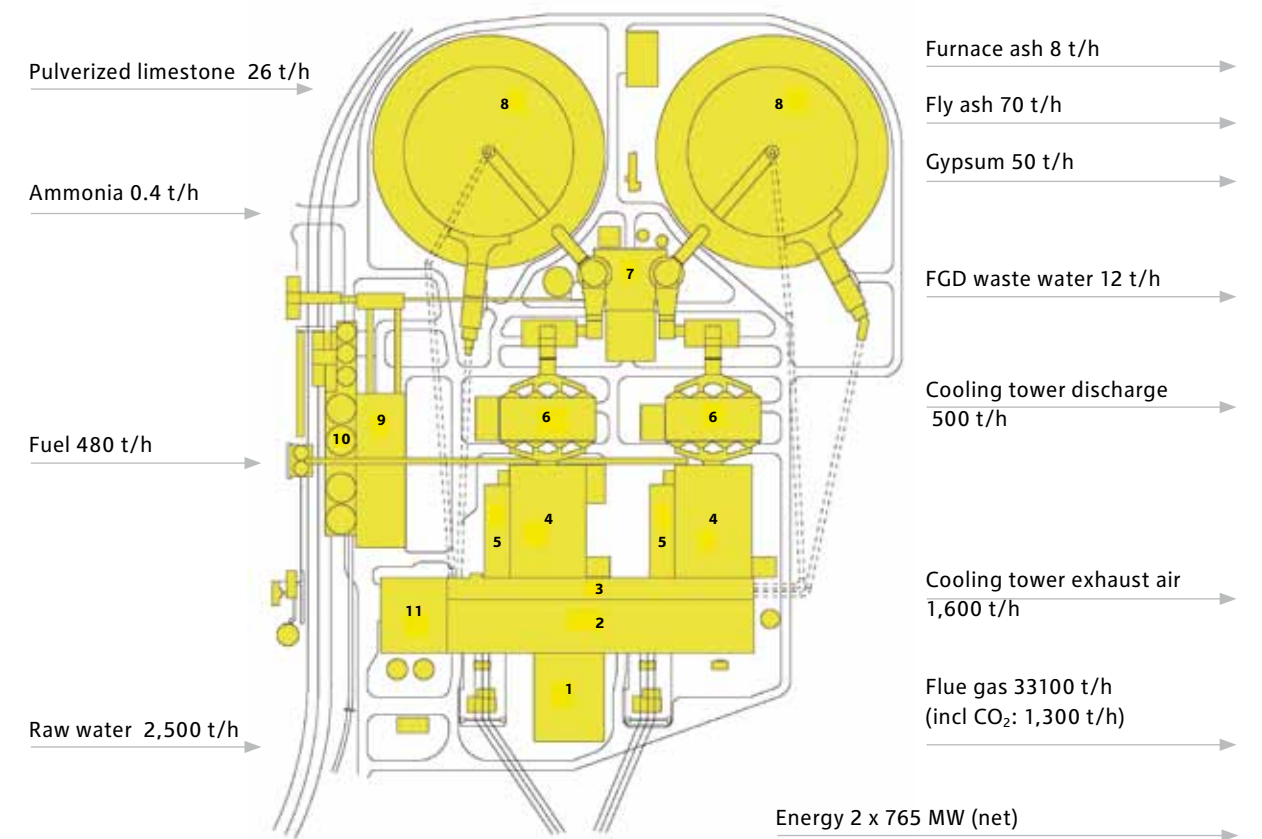 Pulverized limestone 26 t/h
Ammonia 0.4 t/h
Fuel 480 t/h
Raw water 2,500 t/h
8
8
7
6
6
9
10
4
4
5
5
3
11
2
1
Furnace ash 8 t/h
Fly ash 70 t/h
Gypsum 50 t/h
FGD waste water 12 t/h
Cooling tower discharge
500 t/h
Cooling tower exhaust air
1,600 t/h
Flue gas 33100 t/h
(incl CO₂: 1,300 t/h)
Energy 2 x 765 MW (net)